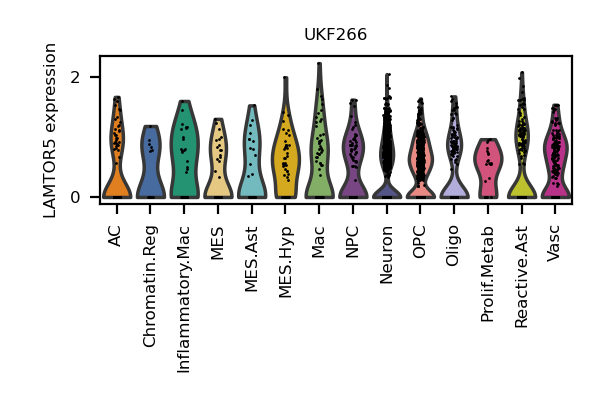 UKF266
LAMTOR5 expression
2
0
AC
Chromatin.Reg
Inflammatory.Mac
MES
MES.Ast
MES.Hyp
Mac
NPC
Neuron
OPC
Oligo
Prolif.Metab
Reactive.Ast
Vasc